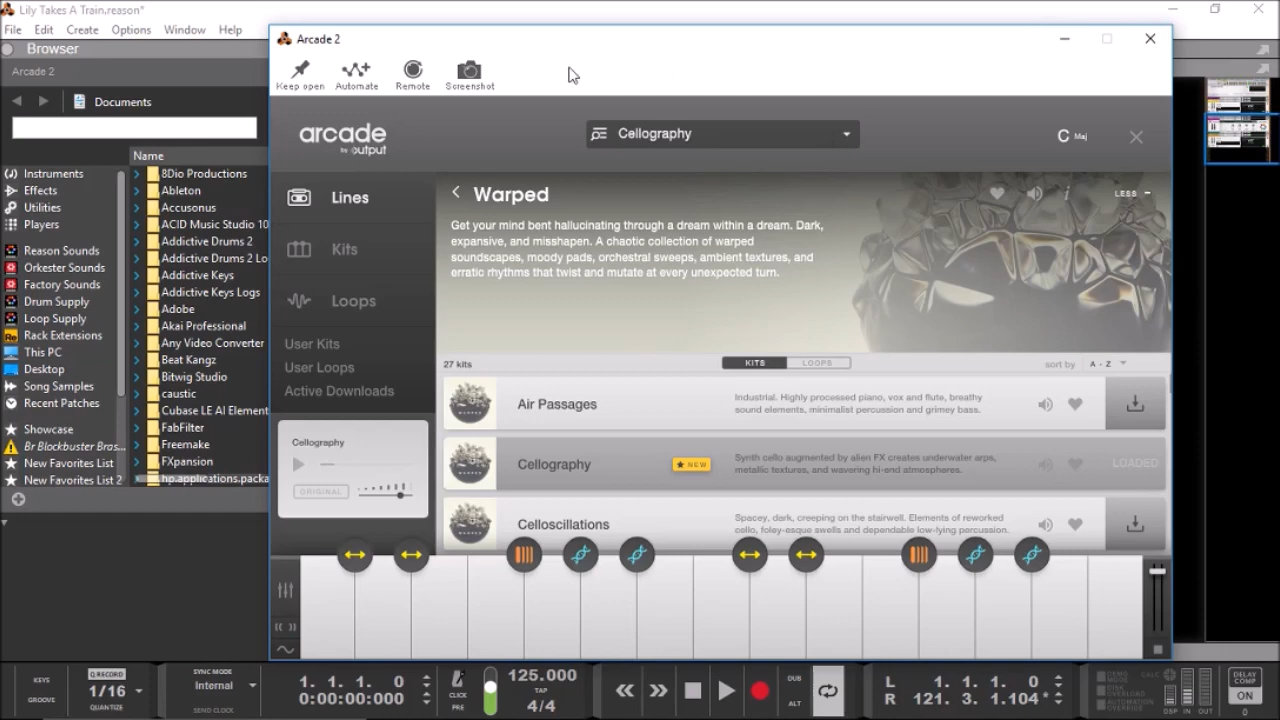 Lily Takes A Train.reason*
File Edit Create Options Window Help
Browser
Arcade 2
Documents
Name
Instruments
Effects
Utilities
Players
Reason Sounds
Orkester Sounds
Factory Sounds
Drum Supply
Loop Supply
Rack Extensions
This PC
Desktop
Song Samples
Recent Patches
Showcase
Br Blockbuster Bras...
New Favorites List
New Favorites List 2
8Dio Productions
Ableton
Accusonus
ACID Music Studio 10
Addictive Drums 2
Addictive Drums 2 Lo
Addictive Keys
Addictive Keys Logs
Adobe
Akai Professional
Any Video Converter
Beat Kangz
Bitwig Studio
caustic
Cubase LE AI Element
FabFilter
Freemake
FXpansion
hp.applications.packa
Arcade 2
Keep open Automate Remote Screenshot
arcade
by output
Cellography
C Maj
Lines
Kits
Loops
User Kits
User Loops
Active Downloads
Cellography
ORIGINAL
Warped
LESS -
Get your mind bent hallucinating through a dream within a dream. Dark,
expansive, and misshapen. A chaotic collection of warped
soundscapes, moody pads, orchestral sweeps, ambient textures, and
erratic rhythms that twist and mutate at every unexpected turn.
27 kits KITS LOOPS sort by A - Z
Air Passages
Industrial. Highly processed piano, vox and flute, breathy
sound elements, minimalist percussion and grimey bass.
Cellography
NEW
Synth cello augmented by alien FX creates underwater arps,
metallic textures, and wavering hi-end atmospheres.
LOADED
Celloscillations
Spacey, dark, creeping on the stairwell. Elements of reworked
cello, foley-esque swells and dependable low-lying percussion.
KEYS
GROOVE
Q RECORD
1/16
QUANTIZE
SYNC MODE
Internal
SEND CLOCK
1. 1. 1. 0
0:00:00:000
CLICK
PRE
125.000
TAP
4/4
DUB
ALT
L 1. 1. 1. 0
R 121. 3. 1.104 *
DEMO MODE
DISK OVERLOAD
AUTOMATION OVERRIDE
CALC
DSP IN OUT
DELAY COMP
ON
0